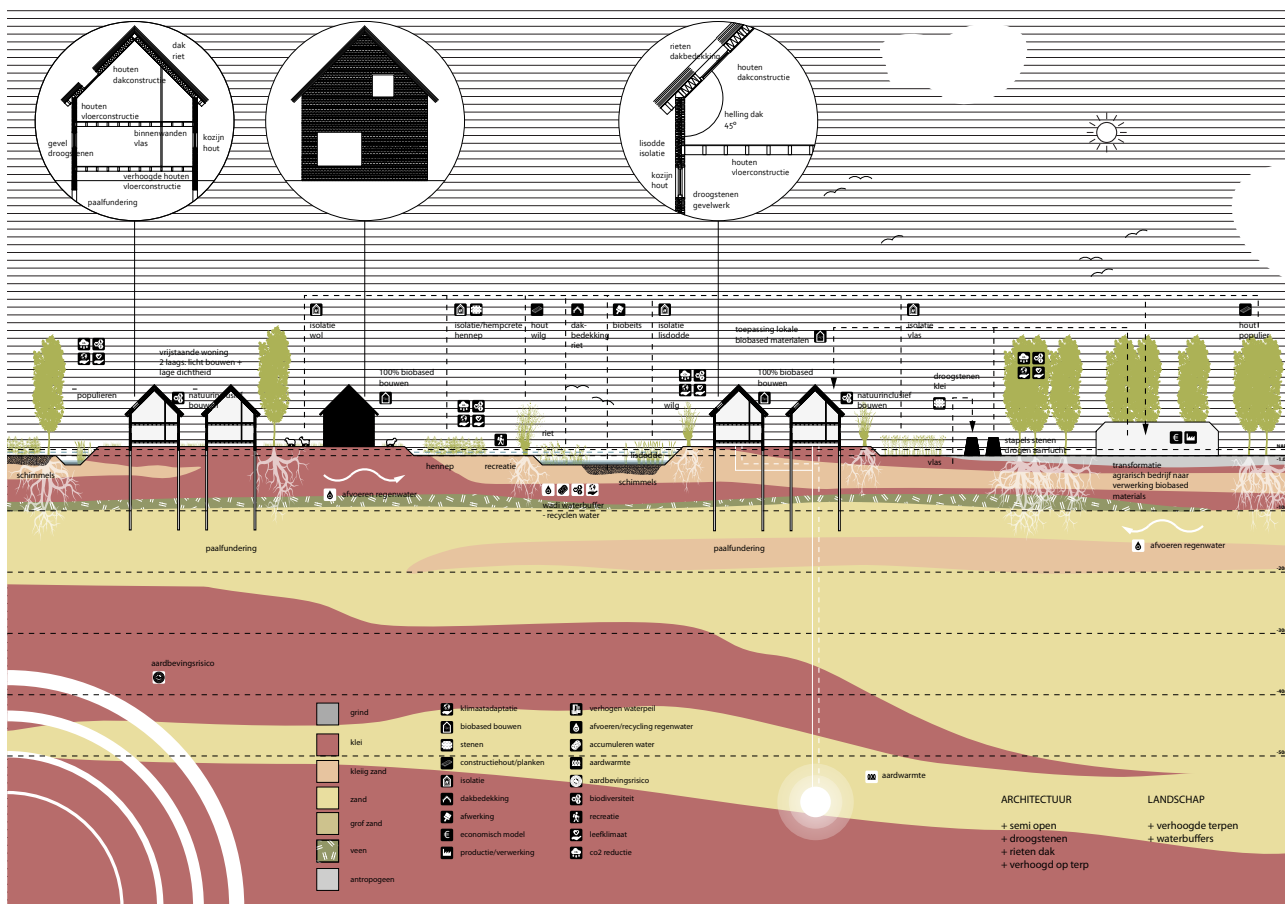 dak
riet
houten
dakconstructie
houten
vloerconstructie
binnenwanden
vlas
gevel
droogstenen
kozijn
hout
verhoogde houten
vloerconstructie
paalfundering
rieten
dakbedekking
houten
dakconstructie
helling dak
45°
lisodde
isolatie
houten
vloerconstructie
kozijn
hout
droogstenen
gevelwerk
isolatie
wol
isolatie/hempcrete
hennep
hout
wilg
dak-
bedekking
riet
biobeits
isolatie
lisdodde
toepassing lokale
biobased materialen
isolatie
vlas
hout
populier
vrijstaande woning
2 laags: licht bouwen +
lage dichtheid
populieren
natuurinclusief
bouwen
100% biobased
bouwen
wilg
100% biobased
bouwen
natuurinclusief
bouwen
droogstenen
klei
riet
lisdodde
stapels stenen
drogen aan lucht
schimmels
hennep
recreatie
schimmels
vlas
transformatie
agrarisch bedrijf naar
verwerking biobased
materials
afvoeren regenwater
wadi waterbuffer
- recyclen water
paalfundering
paalfundering
afvoeren regenwater
aardbevingsrisico
aardwarmte
grind
klei
kleiig zand
zand
grof zand
veen
antropogeen
klimaatadaptatie
biobased bouwen
stenen
constructiehout/planken
isolatie
dakbedekking
afwerking
economisch model
productie/verwerking
verhogen waterpeil
afvoeren/recycling regenwater
accumuleren water
aardwarmte
aardbevingsrisico
biodiversiteit
recreatie
leefklimaat
co2 reductie
ARCHITECTUUR
+ semi open
+ droogstenen
+ rieten dak
+ verhoogd op terp
LANDSCHAP
+ verhoogde terpen
+ waterbuffers